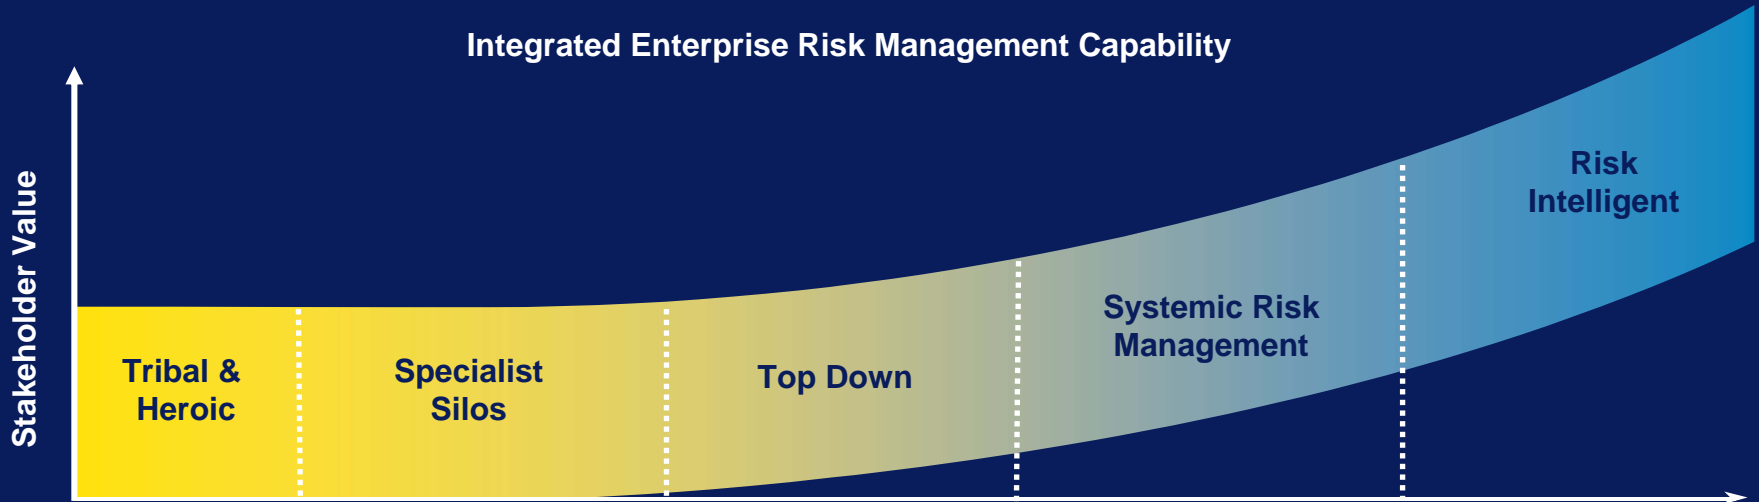 Integrated Enterprise Risk Management Capability
Stakeholder Value
Tribal &
Heroic
Specialist
Silos
Top Down
Systemic Risk
Management
Risk
Intelligent